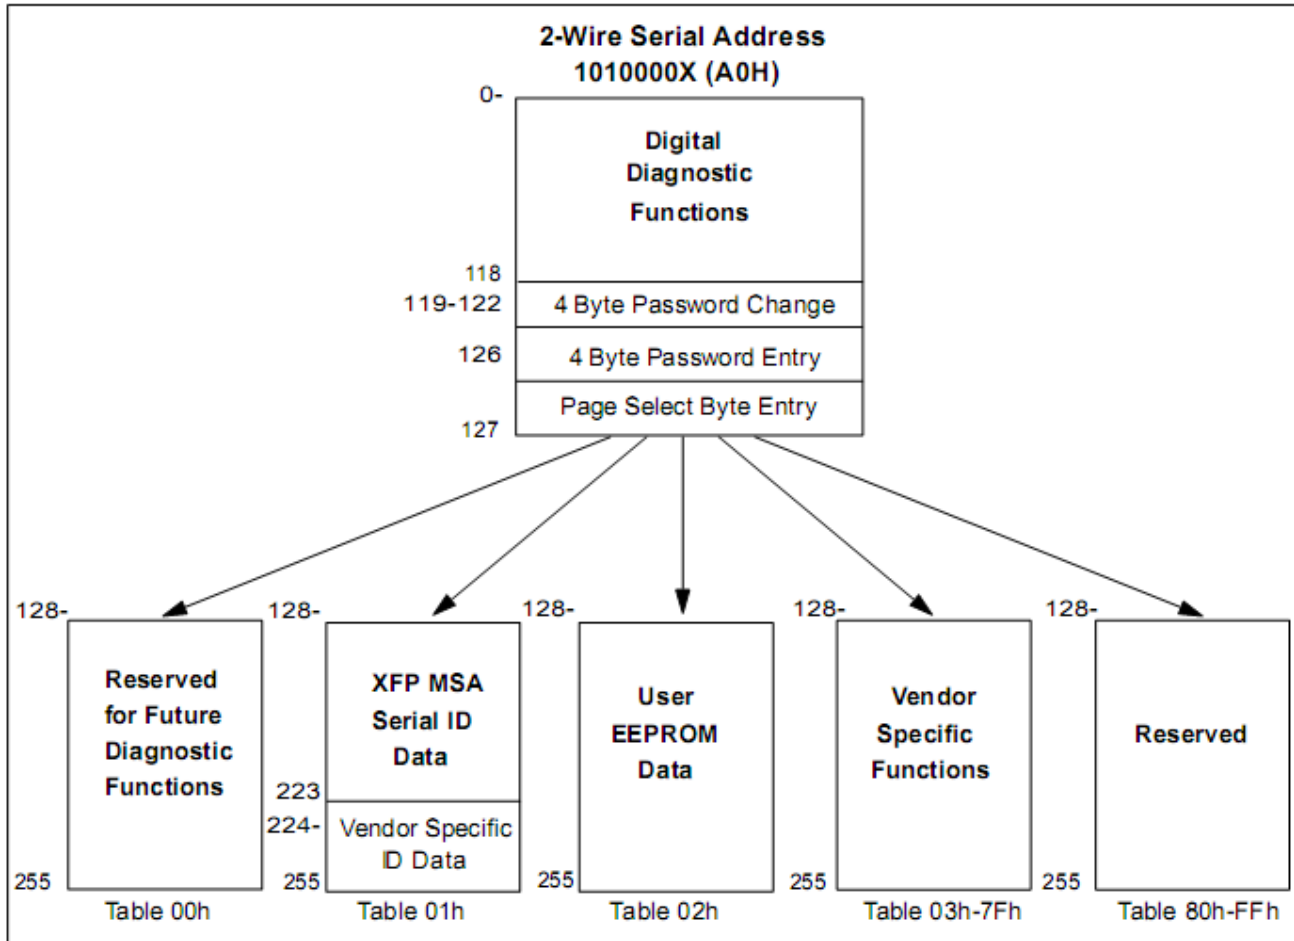 2-Wire Serial Address
1010000X (A0H)
0-
Digital
Diagnostic
Functions
118
119-122
4 Byte Password Change
126
4 Byte Password Entry
Page Select Byte Entry
127
128-
128-
128-
128-
128-
Reserved
for Future
Diagnostic
Functions
XFP MSA
Serial ID
Data
User
EEPROM
Data
Vendor
Specific
Functions
Reserved
223
224-
Vendor Specific
ID Data
255
255
255
255
255
Table 00h
Table 01h
Table 02h
Table 03h-7Fh
Table 80h-FFh